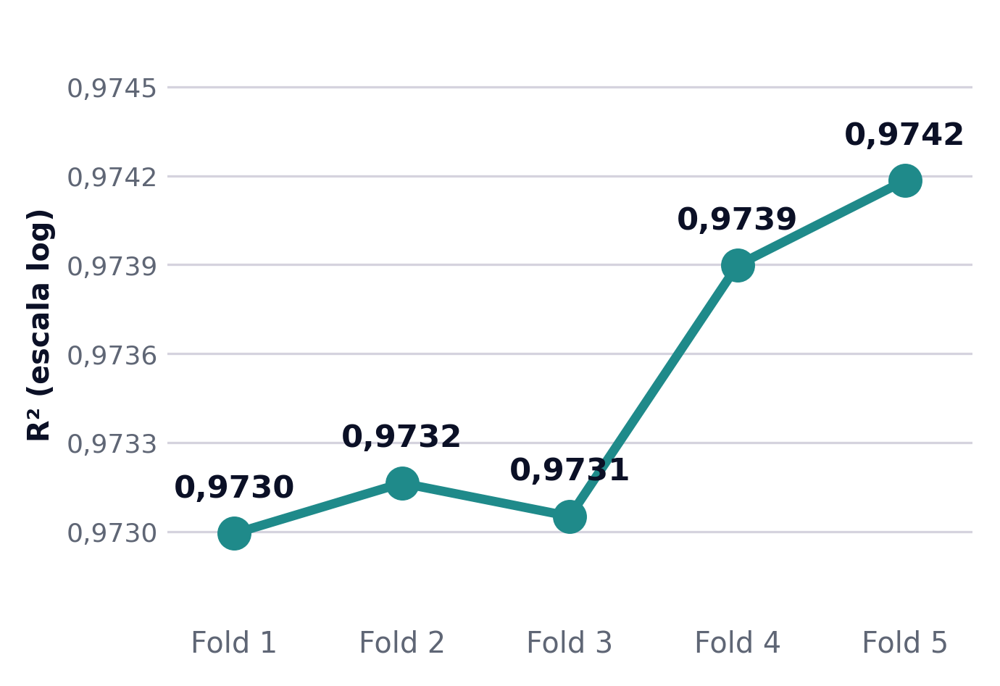 0,9745
0,9742
0,9742
0,9739
0,9739
0,9736
0,9732
0,9733
0,9731
0,9730
0,9730
R² (escala log)
Fold 1
Fold 2
Fold 3
Fold 4
Fold 5